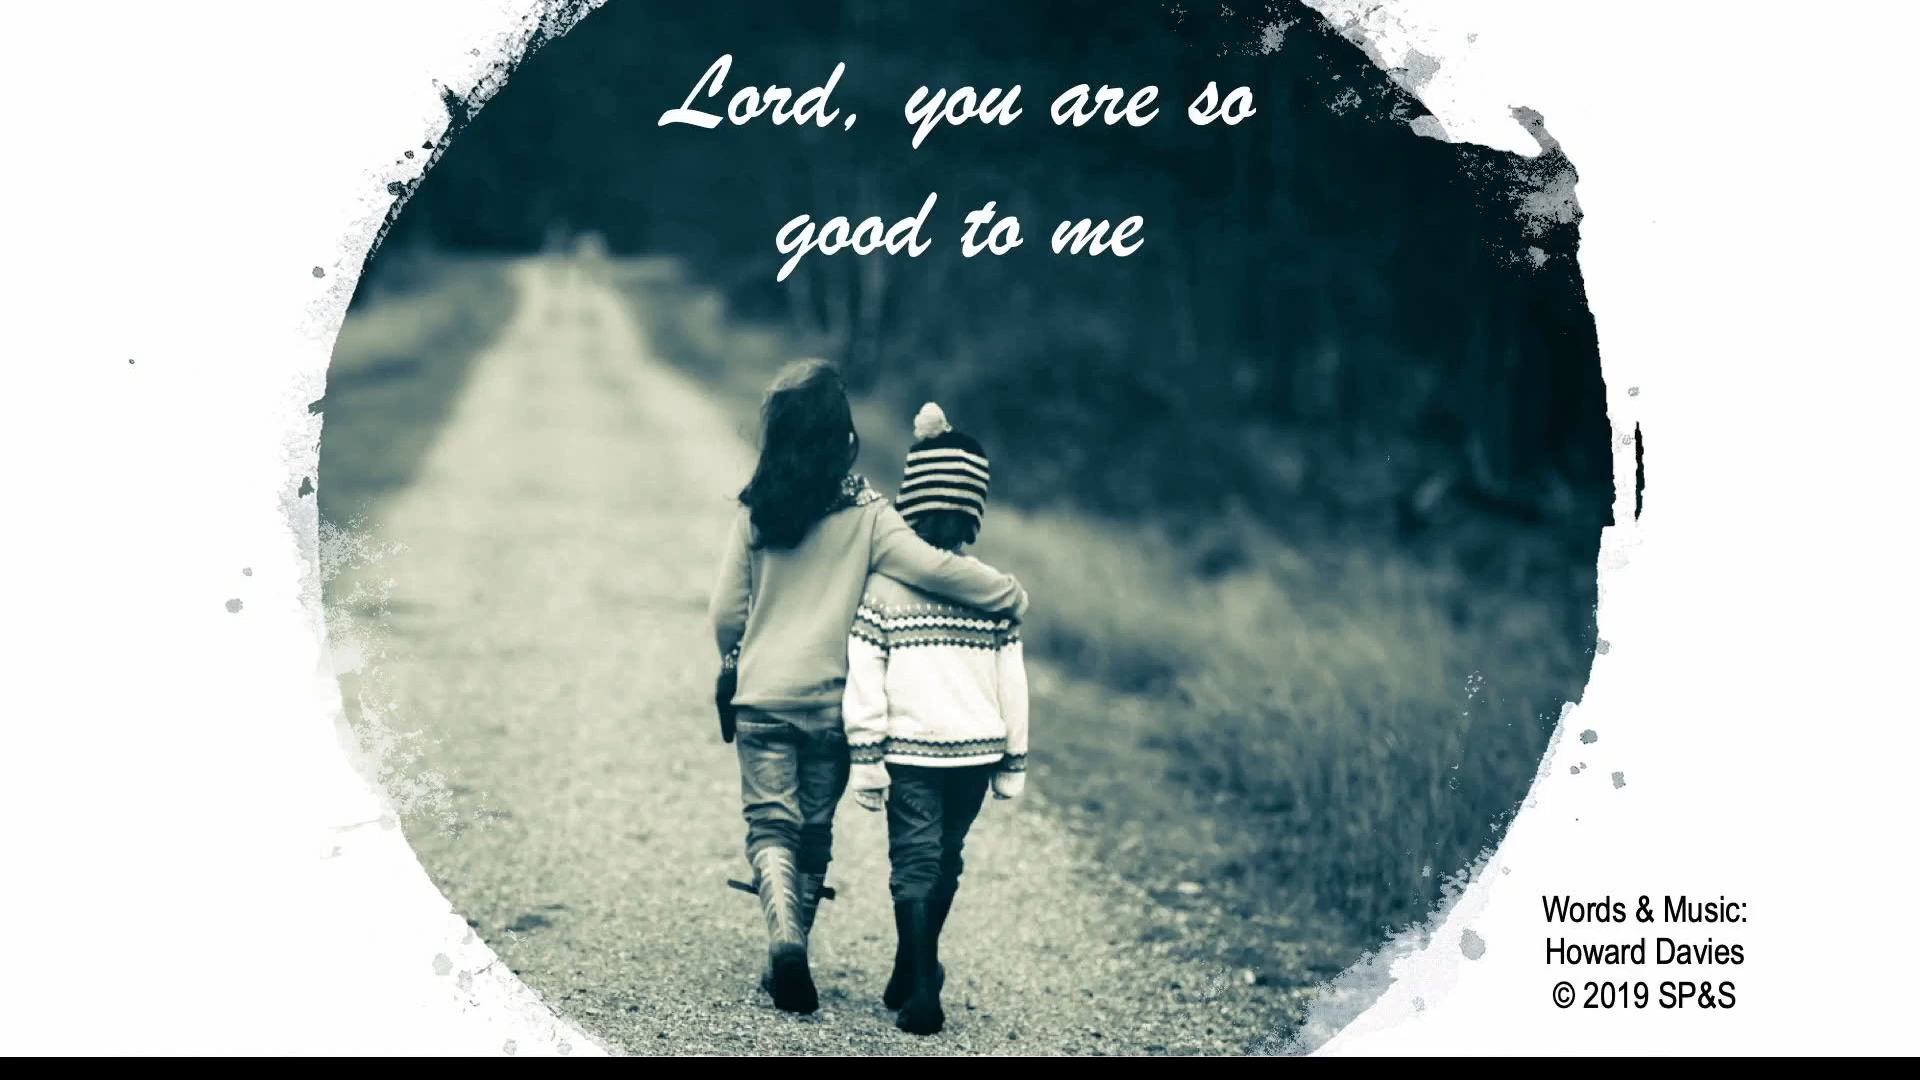 Lord, you are so
good to me
Words & Music:
Howard Davies
© 2019 SP&S